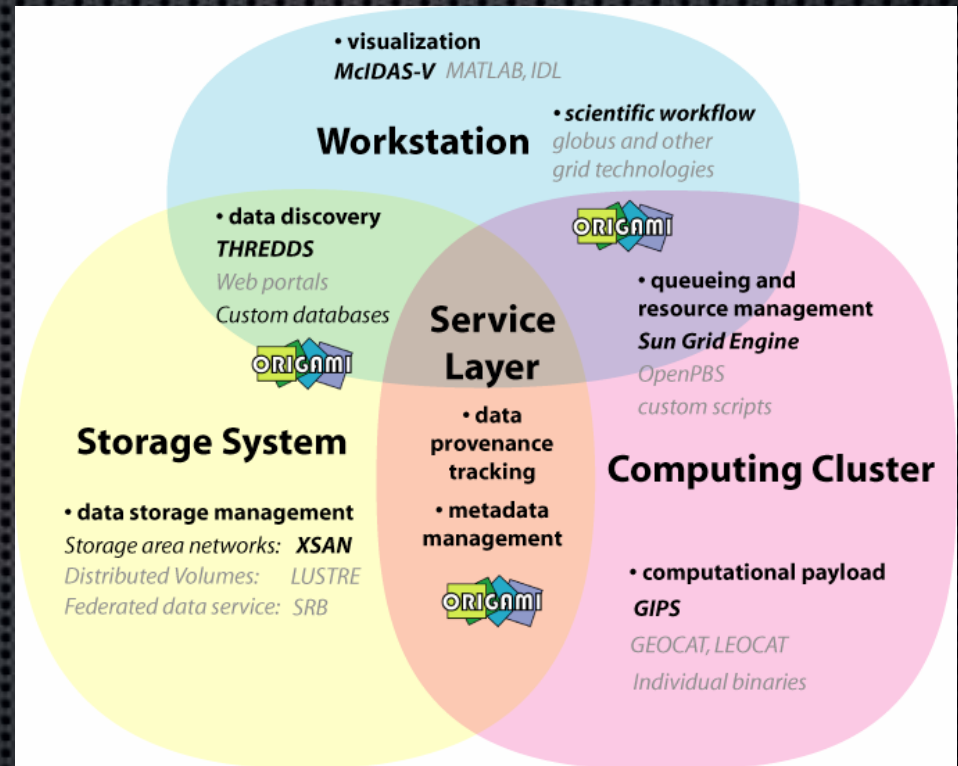 • visualization
McIDAS-V MATLAB, IDL
Workstation
• scientific workflow
globus and other
grid technologies
• data discovery
THREDDS
Web portals
Custom databases
ORIGAMI
ORIGAMI
• queueing and
resource management
Sun Grid Engine
OpenPBS
custom scripts
Service
Layer
• data
provenance
tracking
• metadata
management
ORIGAMI
Storage System
• data storage management
Storage area networks: XSAN
Distributed Volumes: LUSTRE
Federated data service: SRB
Computing Cluster
• computational payload
GIPS
GEOCAT, LEOCAT
Individual binaries